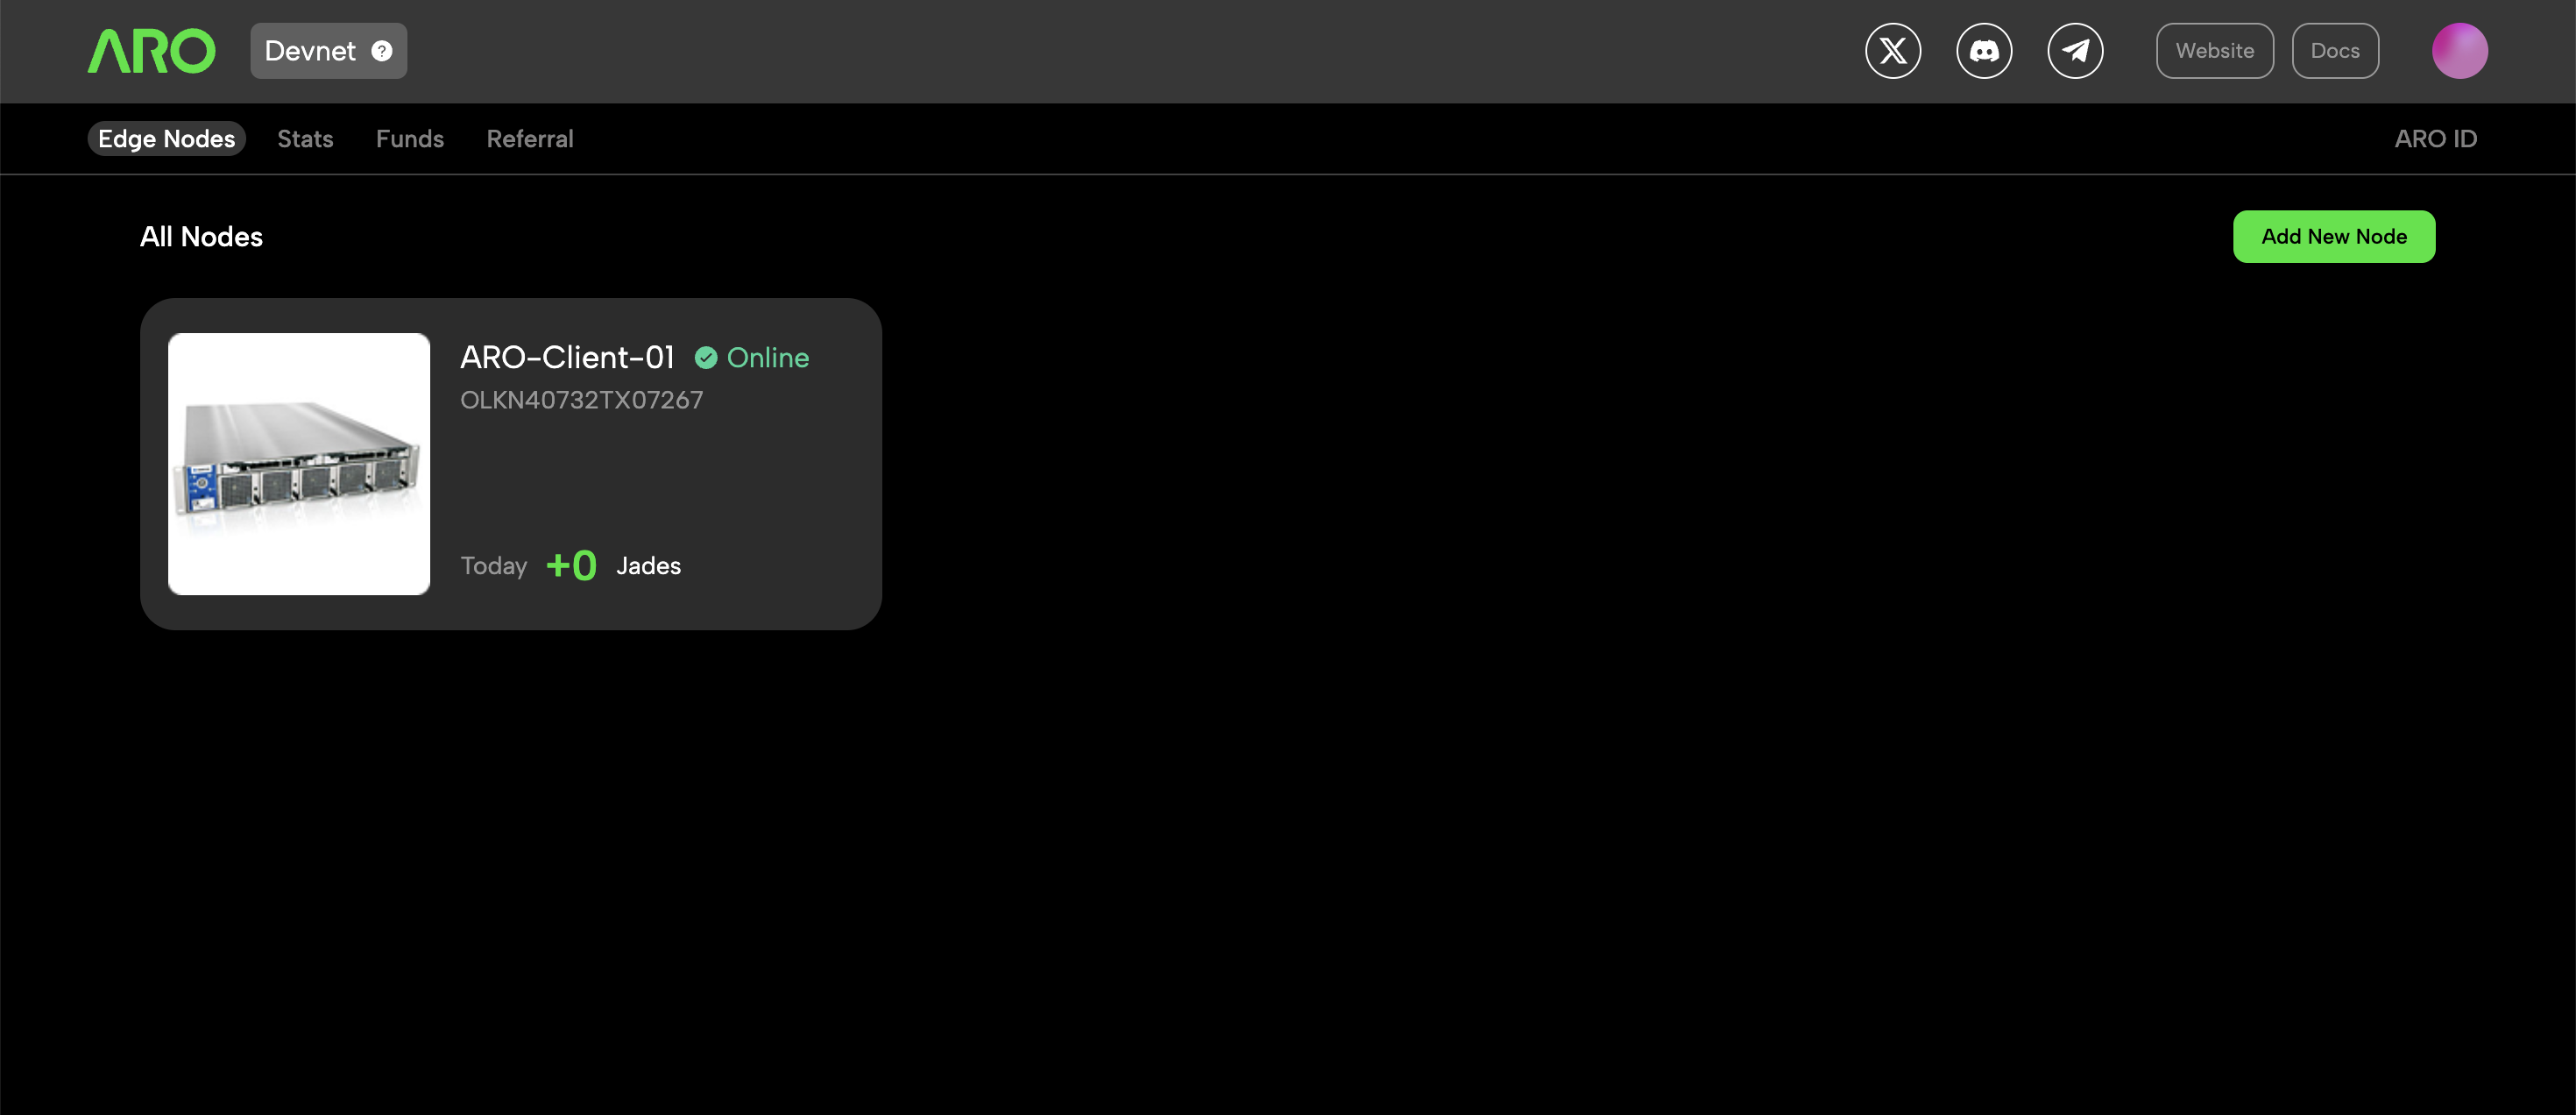 ARO
Devnet ?
Website
Docs
Edge Nodes
Stats
Funds
Referral
ARO ID
All Nodes
Add New Node
ARO-Client-01
Online
OLKN40732TX07267
Today +0 Jades